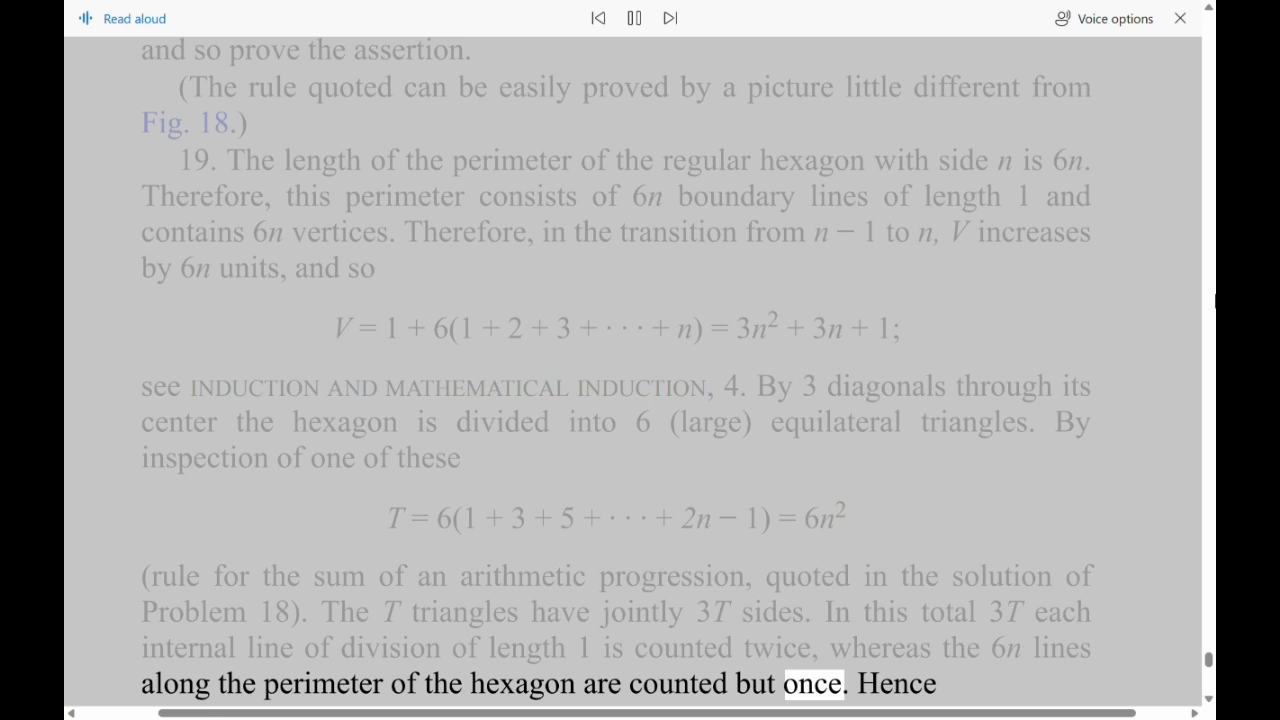 Read aloud
Voice options
and so prove the assertion.
(The rule quoted can be easily proved by a picture little different from
Fig. 18.)
19. The length of the perimeter of the regular hexagon with side n is 6n.
Therefore, this perimeter consists of 6n boundary lines of length 1 and
contains 6n vertices. Therefore, in the transition from n − 1 to n, V increases
by 6n units, and so
V = 1 + 6(1 + 2 + 3 + · · · + n) = 3n² + 3n + 1;
see INDUCTION AND MATHEMATICAL INDUCTION, 4. By 3 diagonals through its
center the hexagon is divided into 6 (large) equilateral triangles. By
inspection of one of these
T = 6(1 + 3 + 5 + · · · + 2n − 1) = 6n²
(rule for the sum of an arithmetic progression, quoted in the solution of
Problem 18). The T triangles have jointly 3T sides. In this total 3T each
internal line of division of length 1 is counted twice, whereas the 6n lines
along the perimeter of the hexagon are counted but once. Hence